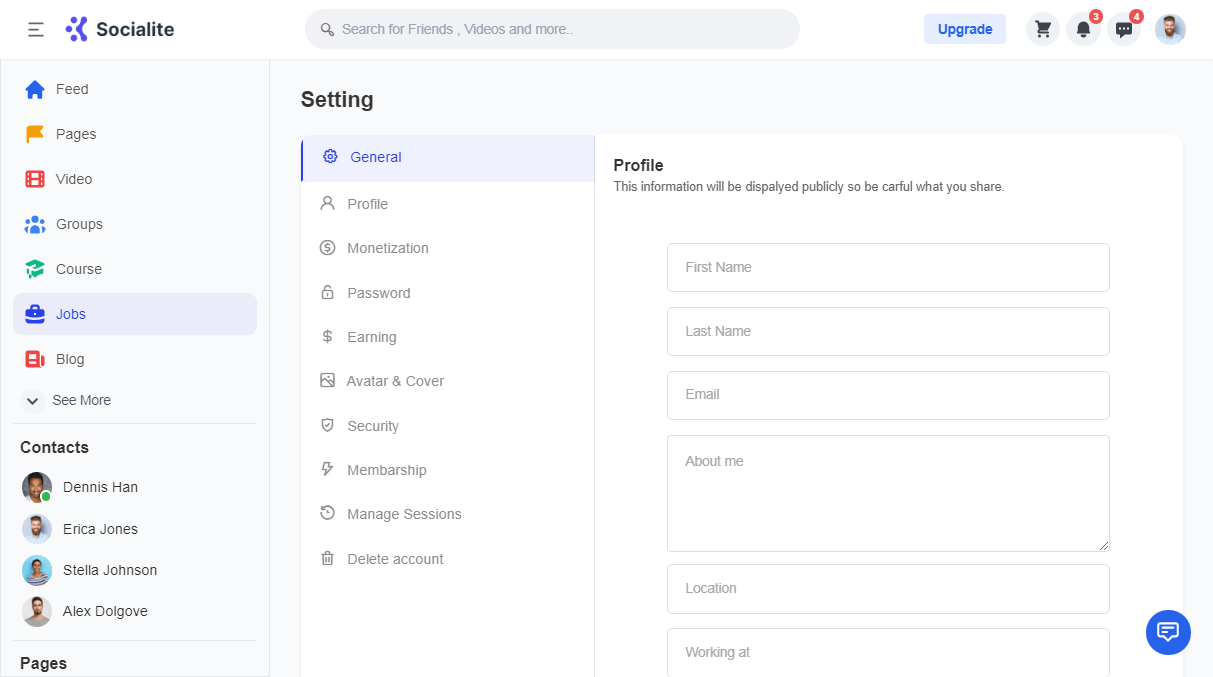 Socialite
Search for Friends , Videos and more..
Upgrade
3
4
Feed
Pages
Video
Groups
Course
Jobs
Blog
See More
Contacts
Dennis Han
Erica Jones
Stella Johnson
Alex Dolgove
Pages
Setting
General
Profile
Monetization
Password
Earning
Avatar & Cover
Security
Membarship
Manage Sessions
Delete account
Profile
This information will be dispalyed publicly so be carful what you share.
First Name
Last Name
Email
About me
Location
Working at